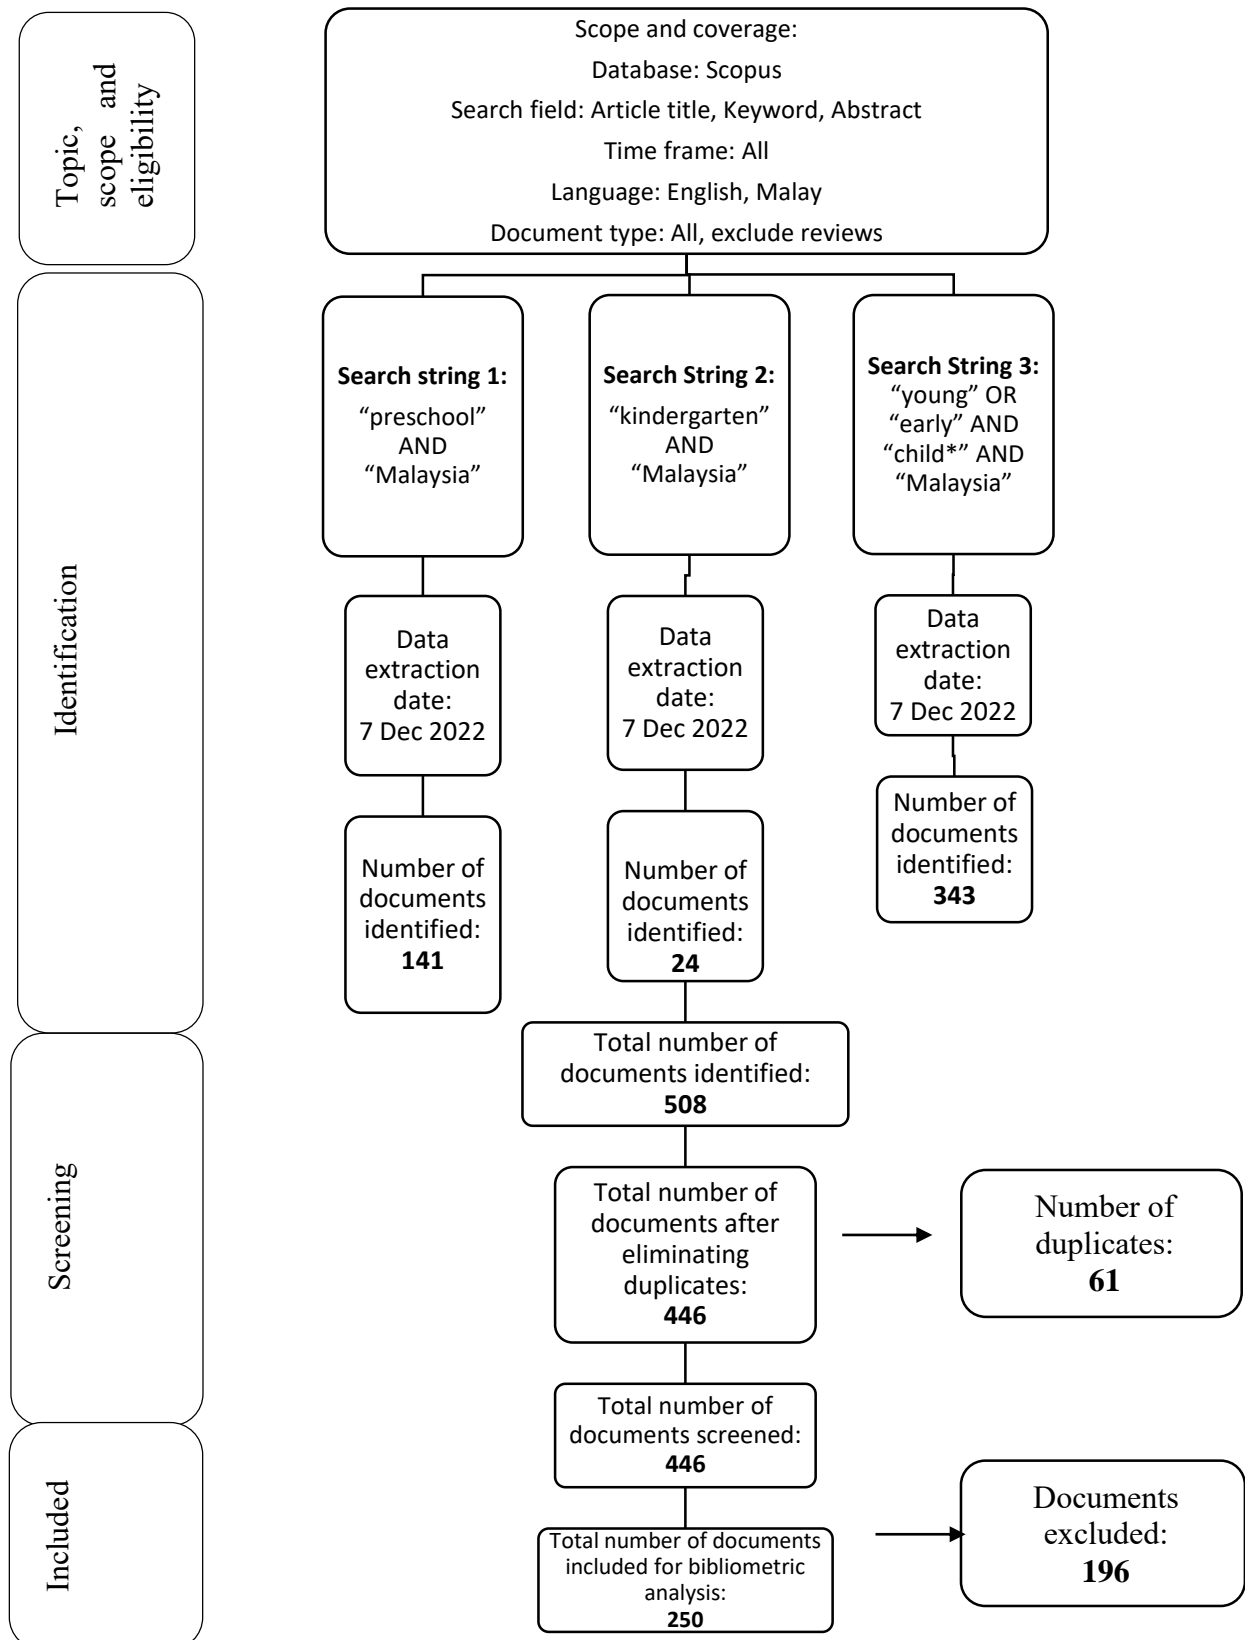 Topic,
scope and
eligibility
Scope and coverage:
Database: Scopus
Search field: Article title, Keyword, Abstract
Time frame: All
Language: English, Malay
Document type: All, exclude reviews
Identification
Search string 1:
“preschool”
AND
“Malaysia”
Search String 2:
“kindergarten”
AND
“Malaysia”
Search String 3:
“young” OR
“early” AND
“child*” AND
“Malaysia”
Data
extraction
date:
7 Dec 2022
Data
extraction
date:
7 Dec 2022
Data
extraction
date:
7 Dec 2022
Number of
documents
identified:
141
Number of
documents
identified:
24
Number of
documents
identified:
343
Screening
Total number of
documents identified:
508
Total number of
documents after
eliminating
duplicates:
446
Number of
duplicates:
61
Total number of
documents screened:
446
Included
Total number of documents
included for bibliometric
analysis:
250
Documents
excluded:
196